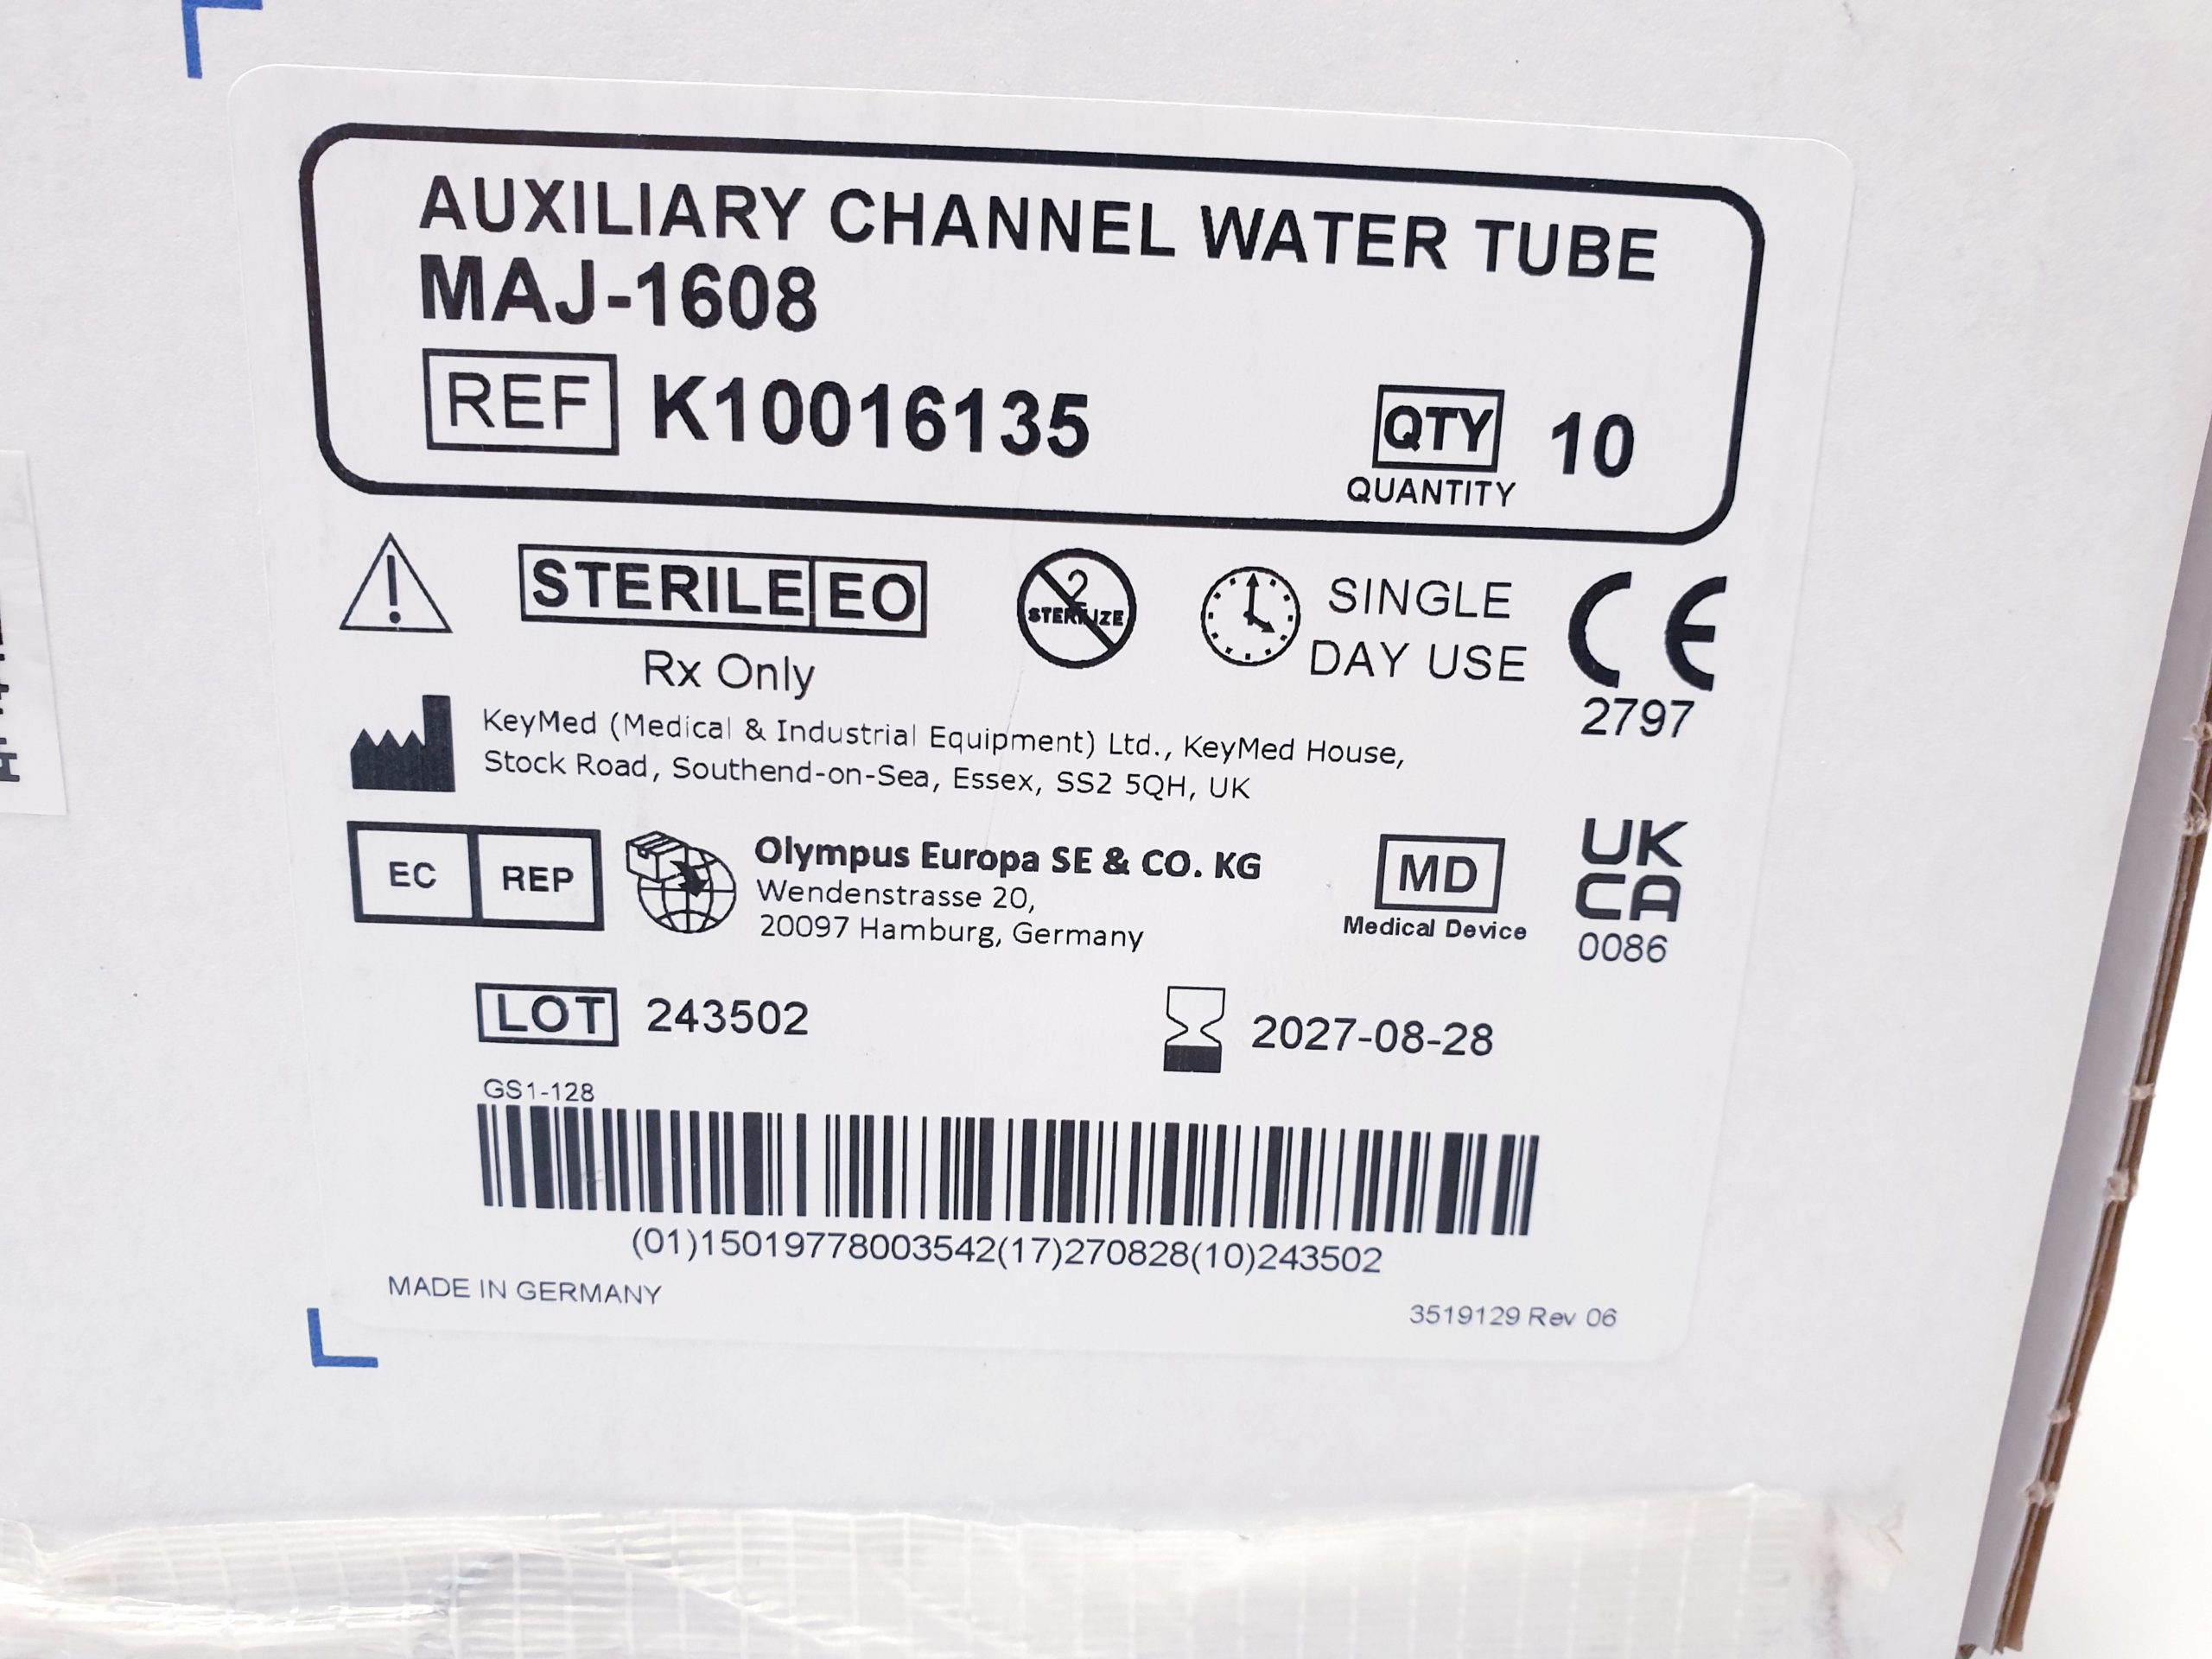 AUXILIARY CHANNEL WATER TUBE
MAJ-1608
REF K10016135
QTY 10
QUANTITY
STERILE EO
2
STERILIZE
SINGLE
DAY USE
CE
2797
Rx Only
KeyMed (Medical & Industrial Equipment) Ltd., KeyMed House,
Stock Road, Southend-on-Sea, Essex, SS2 5QH, UK
EC REP
Olympus Europa SE & CO. KG
Wendenstrasse 20,
20097 Hamburg, Germany
MD
Medical Device
UK
CA
0086
LOT 243502
2027-08-28
GS1-128
(01)15019778003542(17)270828(10)243502
MADE IN GERMANY
3519129 Rev 06